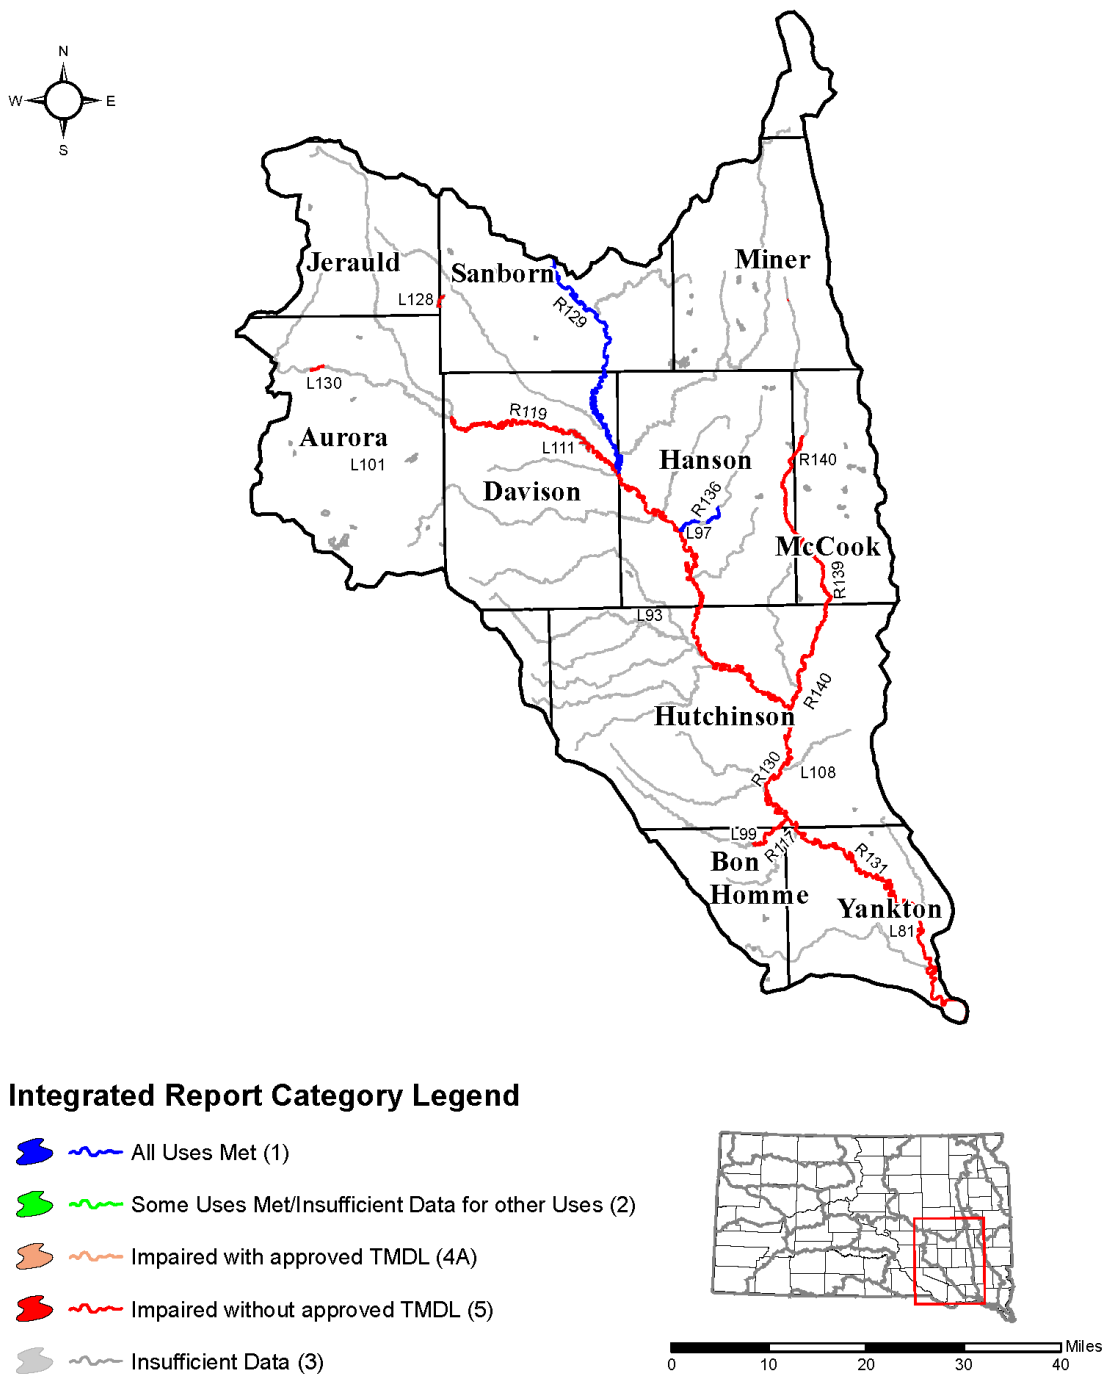 N
W E
S
Jerauld
Sanborn
Miner
L128
R129
L130
R119
Aurora
L111
L101
Hanson
R140
Davison
R136
L97
McCook
R139
L93
R140
Hutchinson
R130
L108
L99
R117
Bon
Homme
R131
Yankton
L81
Integrated Report Category Legend
All Uses Met (1)
Some Uses Met/Insufficient Data for other Uses (2)
Impaired with approved TMDL (4A)
Impaired without approved TMDL (5)
Insufficient Data (3)
Miles
0 10 20 30 40